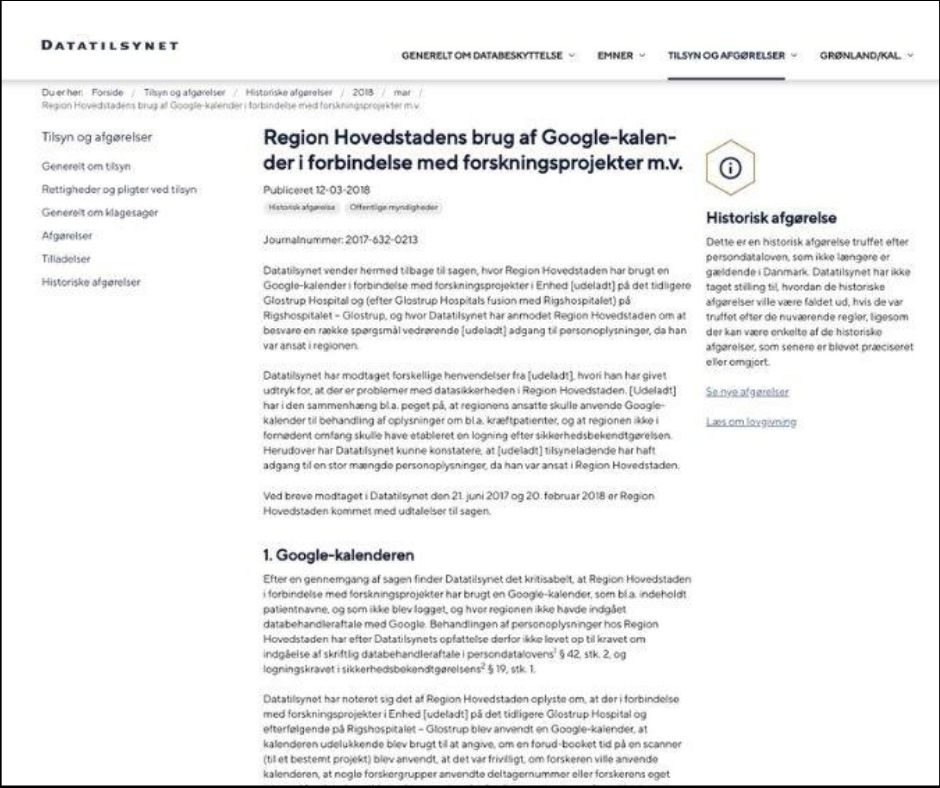 DATATILSYNET
GENERELT OM DATABESKYTTELSE
EMNER
TILSYN OG AFGØRELSER
GRØNLAND/KAL.
Du er her: Forside / Tilsyn og afgørelser / Historiske afgørelser / 2018 / mar /
Region Hovedstadens brug af Google-kalender i forbindelse med forskningsprojekter m.v.
Tilsyn og afgørelser
Generelt om tilsyn
Rettigheder og pligter ved tilsyn
Generelt om klagesager
Afgørelser
Tilladelser
Historiske afgørelser
Region Hovedstadens brug af Google-kalen-
der i forbindelse med forskningsprojekter m.v.
Publiceret 12-03-2018
Historisk afgørelse Offentlige myndigheder
Journalnummer: 2017-632-0213
Datatilsynet vender hermed tilbage til sagen, hvor Region Hovedstaden har brugt en
Google-kalender i forbindelse med forskningsprojekter i Enhed [udeladt] på det tidligere
Glostrup Hospital og (efter Glostrup Hospitals fusion med Rigshospitalet) på
Rigshospitalet – Glostrup, og hvor Datatilsynet har anmodet Region Hovedstaden om at
besvare en række spørgsmål vedrørende [udeladt] adgang til personoplysninger, da han
var ansat i regionen.
Datatilsynet har modtaget forskellige henvendelser fra [udeladt], hvori han har givet
udtryk for, at der er problemer med datasikkerheden i Region Hovedstaden. [Udeladt]
har i den sammenhæng bl.a. peget på, at regionens ansatte skulle anvende Google-
kalender til behandling af oplysninger om bl.a. kræftpatienter, og at regionen ikke i
fornødent omfang skulle have etableret en logning efter sikkerhedsbekendtgørelsen.
Herudover har Datatilsynet kunne konstatere, at [udeladt] tilsyneladende har haft
adgang til en stor mængde personoplysninger, da han var ansat i Region Hovedstaden.
Ved breve modtaget i Datatilsynet den 21. juni 2017 og 20. februar 2018 er Region
Hovedstaden kommet med udtalelser til sagen.
1. Google-kalenderen
Efter en gennemgang af sagen finder Datatilsynet det kritisabelt, at Region Hovedstaden
i forbindelse med forskningsprojekter har brugt en Google-kalender, som bl.a. indeholdt
patientnavne, og som ikke blev logget, og hvor regionen ikke havde indgået
databehandleraftale med Google. Behandlingen af personoplysninger hos Region
Hovedstaden har efter Datatilsynets opfattelse derfor ikke levet op til kravet om
indgåelse af skriftlig databehandleraftale i persondatalovens¹ § 42, stk. 2, og
logningskravet i sikkerhedsbekendtgørelsens² § 19, stk. 1.
Datatilsynet har noteret sig det af Region Hovedstaden oplyste om, at der i forbindelse
med forskningsprojekter i Enhed [udeladt] på det tidligere Glostrup Hospital og
efterfølgende på Rigshospitalet – Glostrup blev anvendt en Google-kalender, at
kalenderen udelukkende blev brugt til at angive, om en forud-booket tid på en scanner
(til et bestemt projekt) blev anvendt, at det var frivilligt, om forskeren ville anvende
kalenderen, at nogle forskergrupper anvendte deltagernummer eller forskerens eget
Historisk afgørelse
Dette er en historisk afgørelse truffet efter
persondataloven, som ikke længere er
gældende i Danmark. Datatilsynet har ikke
taget stilling til, hvordan de historiske
afgørelser ville være faldet ud, hvis de var
truffet efter de nuværende regler, ligesom
der kan være enkelte af de historiske
afgørelser, som senere er blevet præciseret
eller omgjort.
Se nye afgørelser
Læs om lovgivning